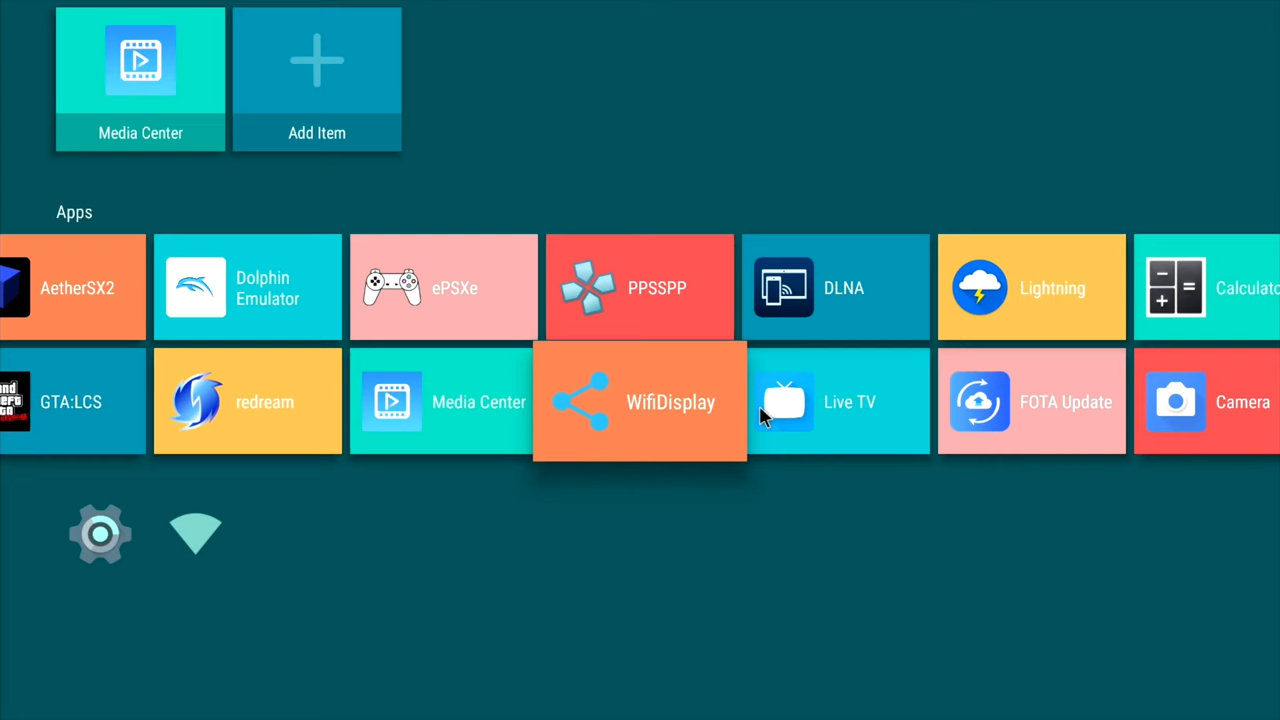 Media Center
Add Item
Apps
AetherSX2
Dolphin
Emulator
ePSXe
PPSSPP
DLNA
Lightning
Calculato
GTA:LCS
redream
Media Center
WifiDisplay
Live TV
FOTA Update
Camera